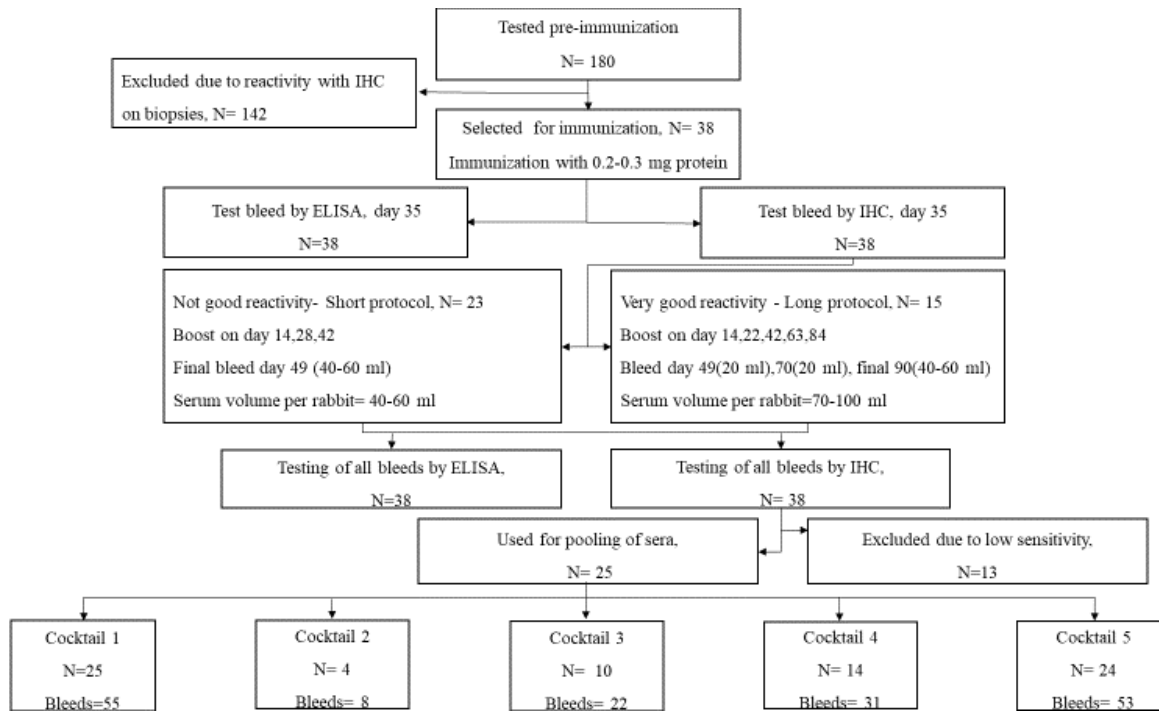 Tested pre-immunization
N= 180
Excluded due to reactivity with IHC
on biopsies, N= 142
Selected for immunization, N= 38
Immunization with 0.2-0.3 mg protein
Test bleed by ELISA, day 35
N=38
Test bleed by IHC, day 35
N=38
Not good reactivity- Short protocol, N= 23
Boost on day 14,28,42
Final bleed day 49 (40-60 ml)
Serum volume per rabbit= 40-60 ml
Very good reactivity - Long protocol, N= 15
Boost on day 14,22,42,63,84
Bleed day 49(20 ml),70(20 ml), final 90(40-60 ml)
Serum volume per rabbit=70-100 ml
Testing of all bleeds by ELISA,
N=38
Testing of all bleeds by IHC,
N= 38
Used for pooling of sera,
N= 25
Excluded due to low sensitivity,
N=13
Cocktail 1
N=25
Bleeds=55
Cocktail 2
N= 4
Bleeds= 8
Cocktail 3
N= 10
Bleeds= 22
Cocktail 4
N= 14
Bleeds= 31
Cocktail 5
N= 24
Bleeds= 53